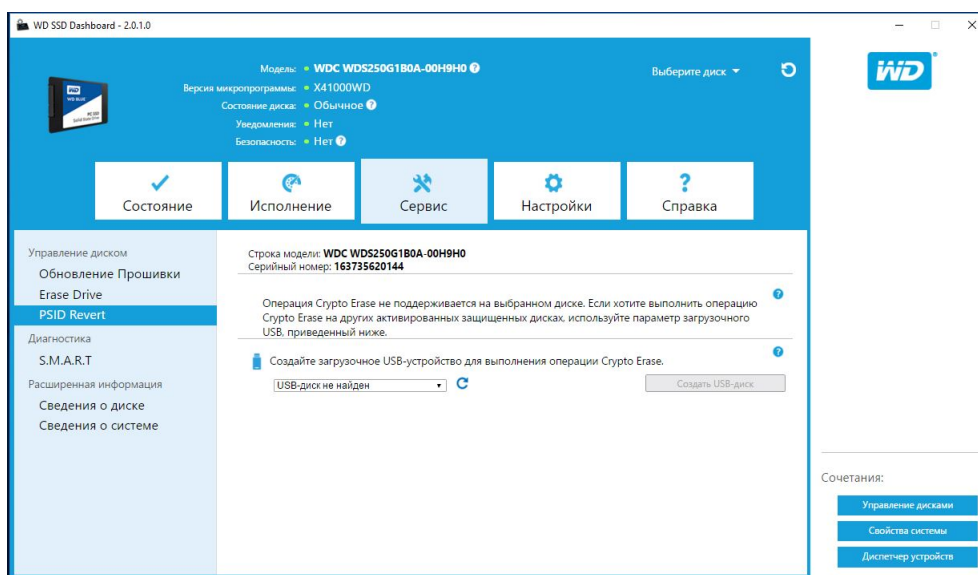 WD SSD Dashboard - 2.0.1.0
Модель: WDC WDS250G1B0A-00H9H0
Версия микропрограммы: X41000WD
Состояние диска: Обычное
Уведомления: Нет
Безопасность: Нет
Выберите диск
WD
WD BLUE
Состояние
Исполнение
Сервис
Настройки
Справка
Управление диском
Обновление Прошивки
Erase Drive
PSID Revert
Диагностика
S.M.A.R.T
Расширенная информация
Сведения о диске
Сведения о системе
Строка модели: WDC WDS250G1B0A-00H9H0
Серийный номер: 163735620144
Операция Crypto Erase не поддерживается на выбранном диске. Если хотите выполнить операцию
Crypto Erase на других активированных защищенных дисках, используйте параметр загрузочного
USB, приведенный ниже.
Создайте загрузочное USB-устройство для выполнения операции Crypto Erase.
USB-диск не найден
Создать USB-диск
WD
Сочетания:
Управление дисками
Свойства системы
Диспетчер устройств